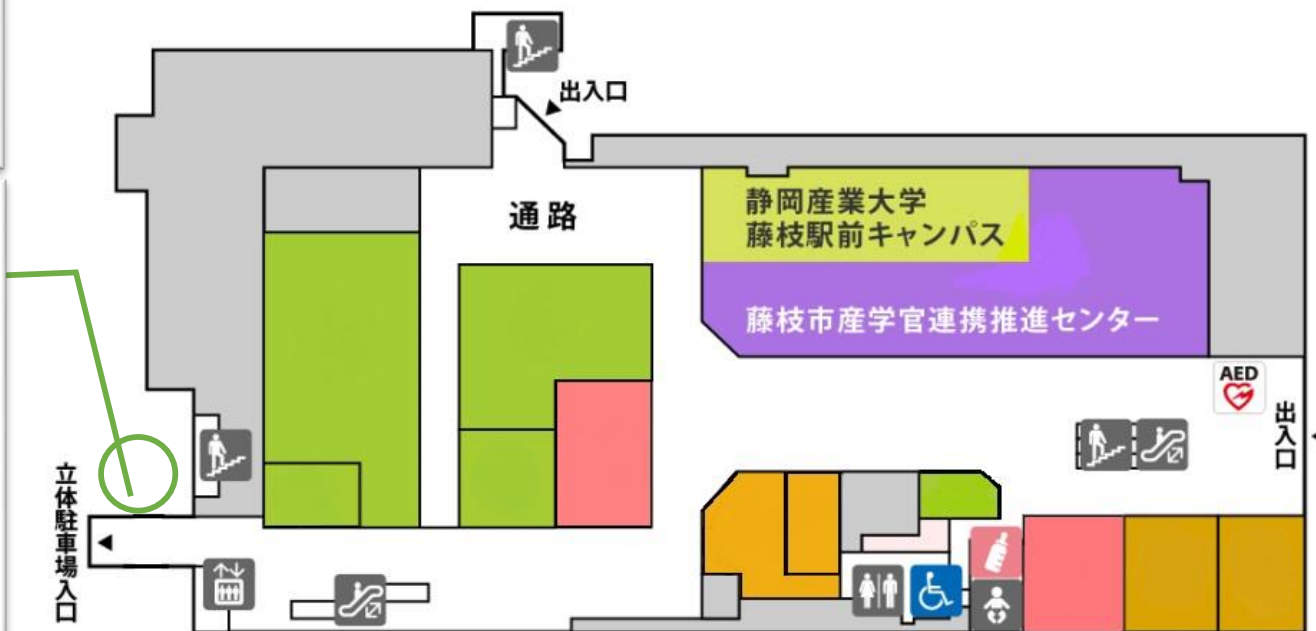 出入口
通路
静岡産業大学
藤枝駅前キャンパス
藤枝市産学官連携推進センター
AED
出入口
立体駐車場入口